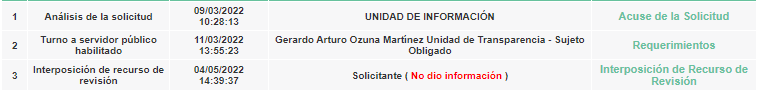 1 Análisis de la solicitud 09/03/2022 10:28:13 UNIDAD DE INFORMACIÓN Acuse de la Solicitud
2 Turno a servidor público habilitado 11/03/2022 13:55:23 Gerardo Arturo Ozuna Martínez Unidad de Transparencia - Sujeto Obligado Requerimientos
3 Interposición de recurso de revisión 04/05/2022 14:39:37 Solicitante ( No dio información ) Interposición de Recurso de Revisión